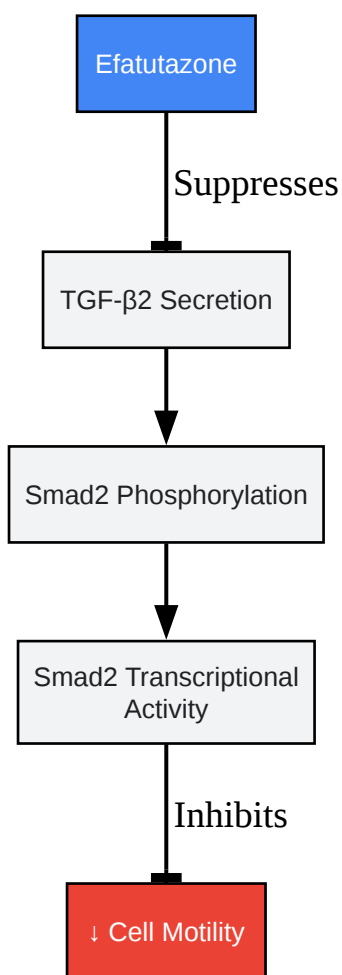 Efatutazone
Suppresses
TGF-β2 Secretion
Smad2 Phosphorylation
Smad2 Transcriptional
Activity
Inhibits
↓ Cell Motility